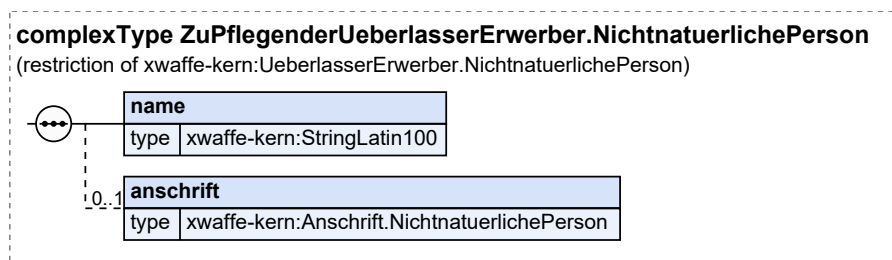 complexType ZuPflegenderUeberlasserErwerber.NichtnatuerlichePerson
(restriction of xwaffe-kern:UeberlasserErwerber.NichtnatuerlichePerson)
name
type xwaffe-kern:StringLatin100
0..1 anschrift
type xwaffe-kern:Anschrift.NichtnatuerlichePerson